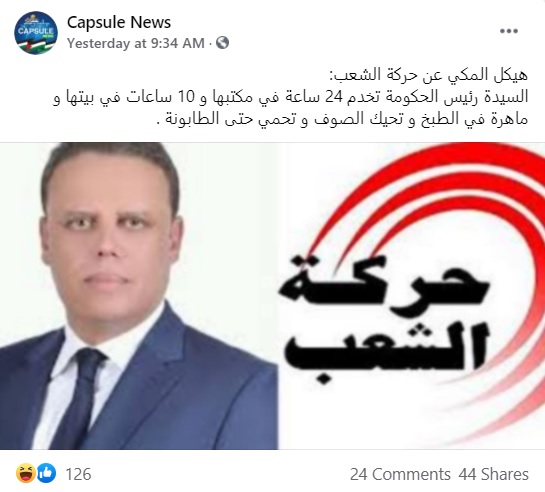 CAPSULE
NEWS
Capsule News
Yesterday at 9:34 AM ·
هيكل المكي عن حركة الشعب:
السيدة رئيس الحكومة تخدم 24 ساعة في مكتبها و 10 ساعات في بيتها و
ماهرة في الطبخ و تحيك الصوف و تحمي حتى الطابونة .
حركة
الشعب
126
24 Comments 44 Shares